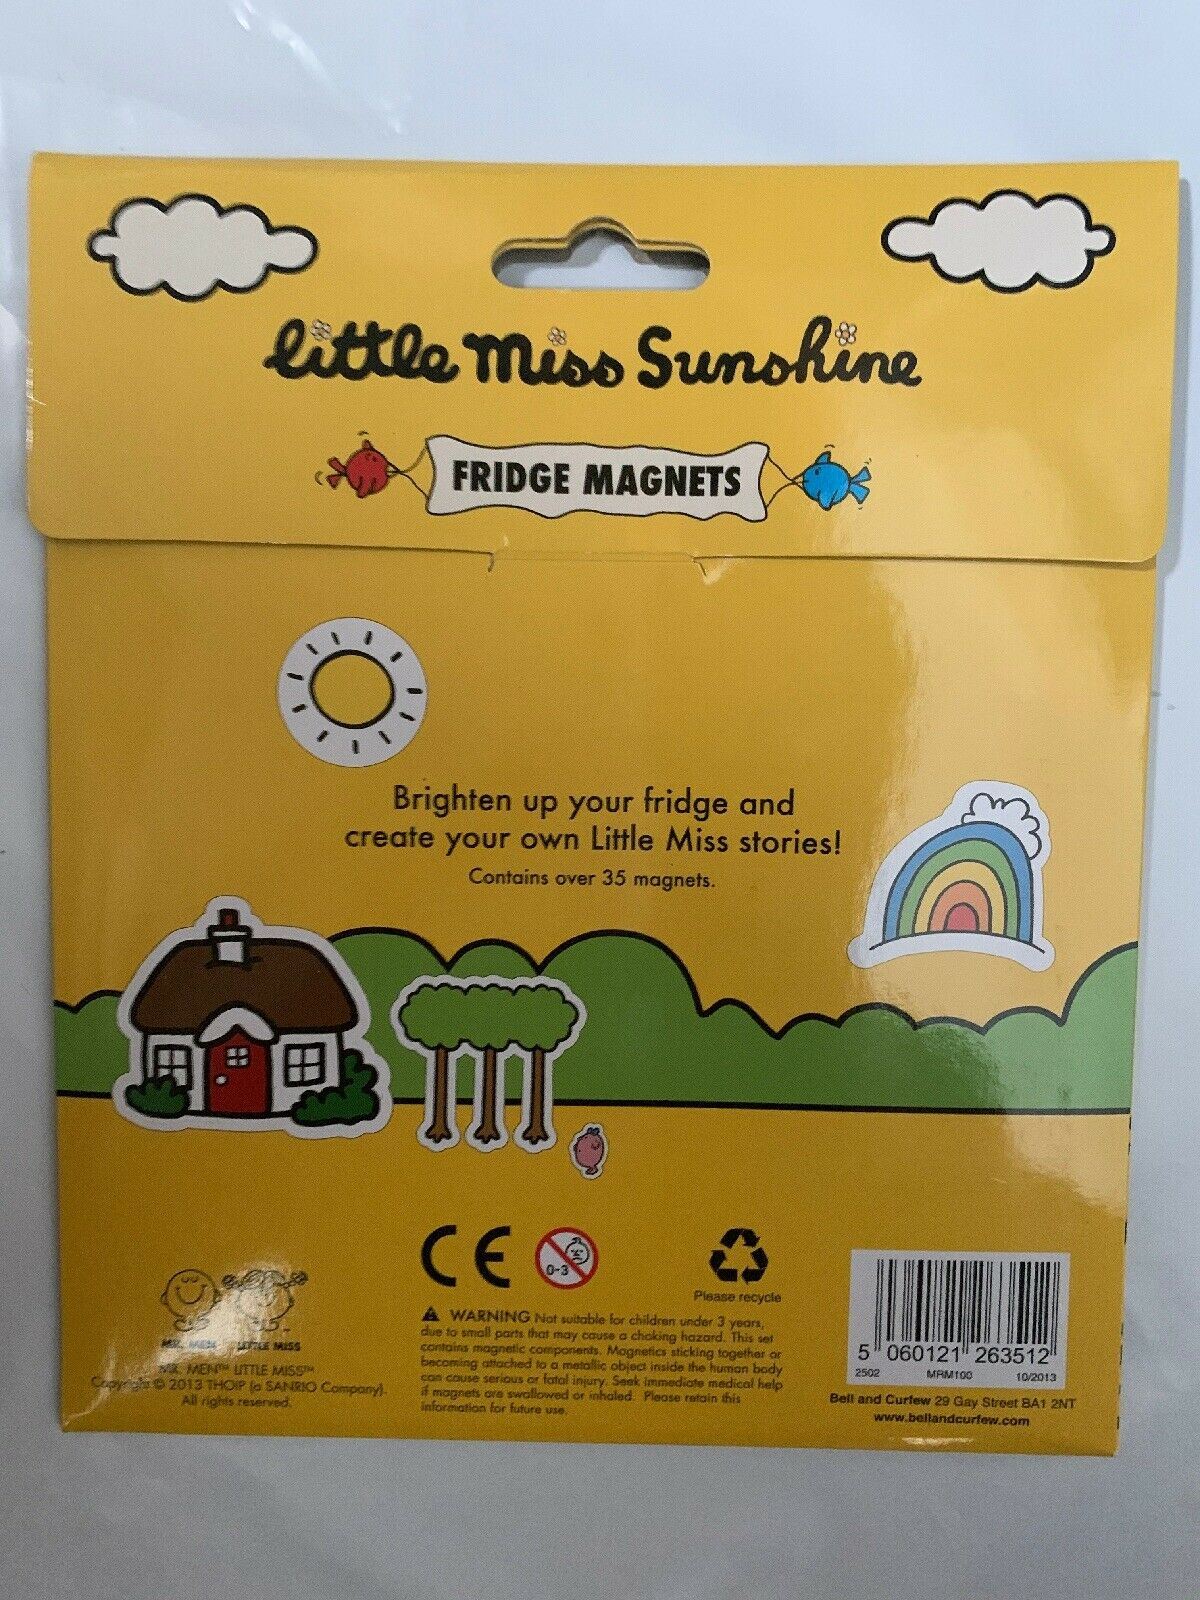 little Miss Sunshine
FRIDGE MAGNETS
Brighten up your fridge and
create your own Little Miss stories!
Contains over 35 magnets.
CE
0-3
Please recycle
WARNING Not suitable for children under 3 years,
due to small parts that may cause a choking hazard. This set
contains magnetic components. Magnetics sticking together or
becoming attached to a metallic object inside the human body
can cause serious or fatal injury. Seek immediate medical help
if magnets are swallowed or inhaled. Please retain this
information for future use.
MR. MEN LITTLE MISS™
MR. MEN™ LITTLE MISS™
Copyright © 2013 THOIP (a SANRIO Company).
All rights reserved.
5 060121 263512
2502 MRM100 10/2013
Bell and Curfew 29 Gay Street BA1 2NT
www.bellandcurfew.com